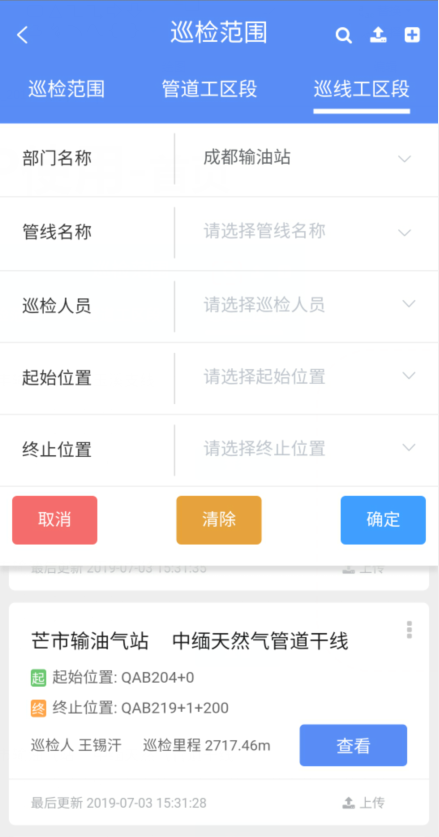 巡检范围
巡检范围 管道工区段 巡线工区段
部门名称 成都输油站
管线名称 请选择管线名称
巡检人员 请选择巡检人员
起始位置 请选择起始位置
终止位置 请选择终止位置
取消 清除 确定
最后更新 2019-07-03 15:31:35 上传
芒市输油气站 中缅天然气管道干线
起 起始位置: QAB204+0
终 终止位置: QAB219+1+200
巡检人 王锡汗 巡检里程 2717.46m 查看
最后更新 2019-07-03 15:31:28 上传